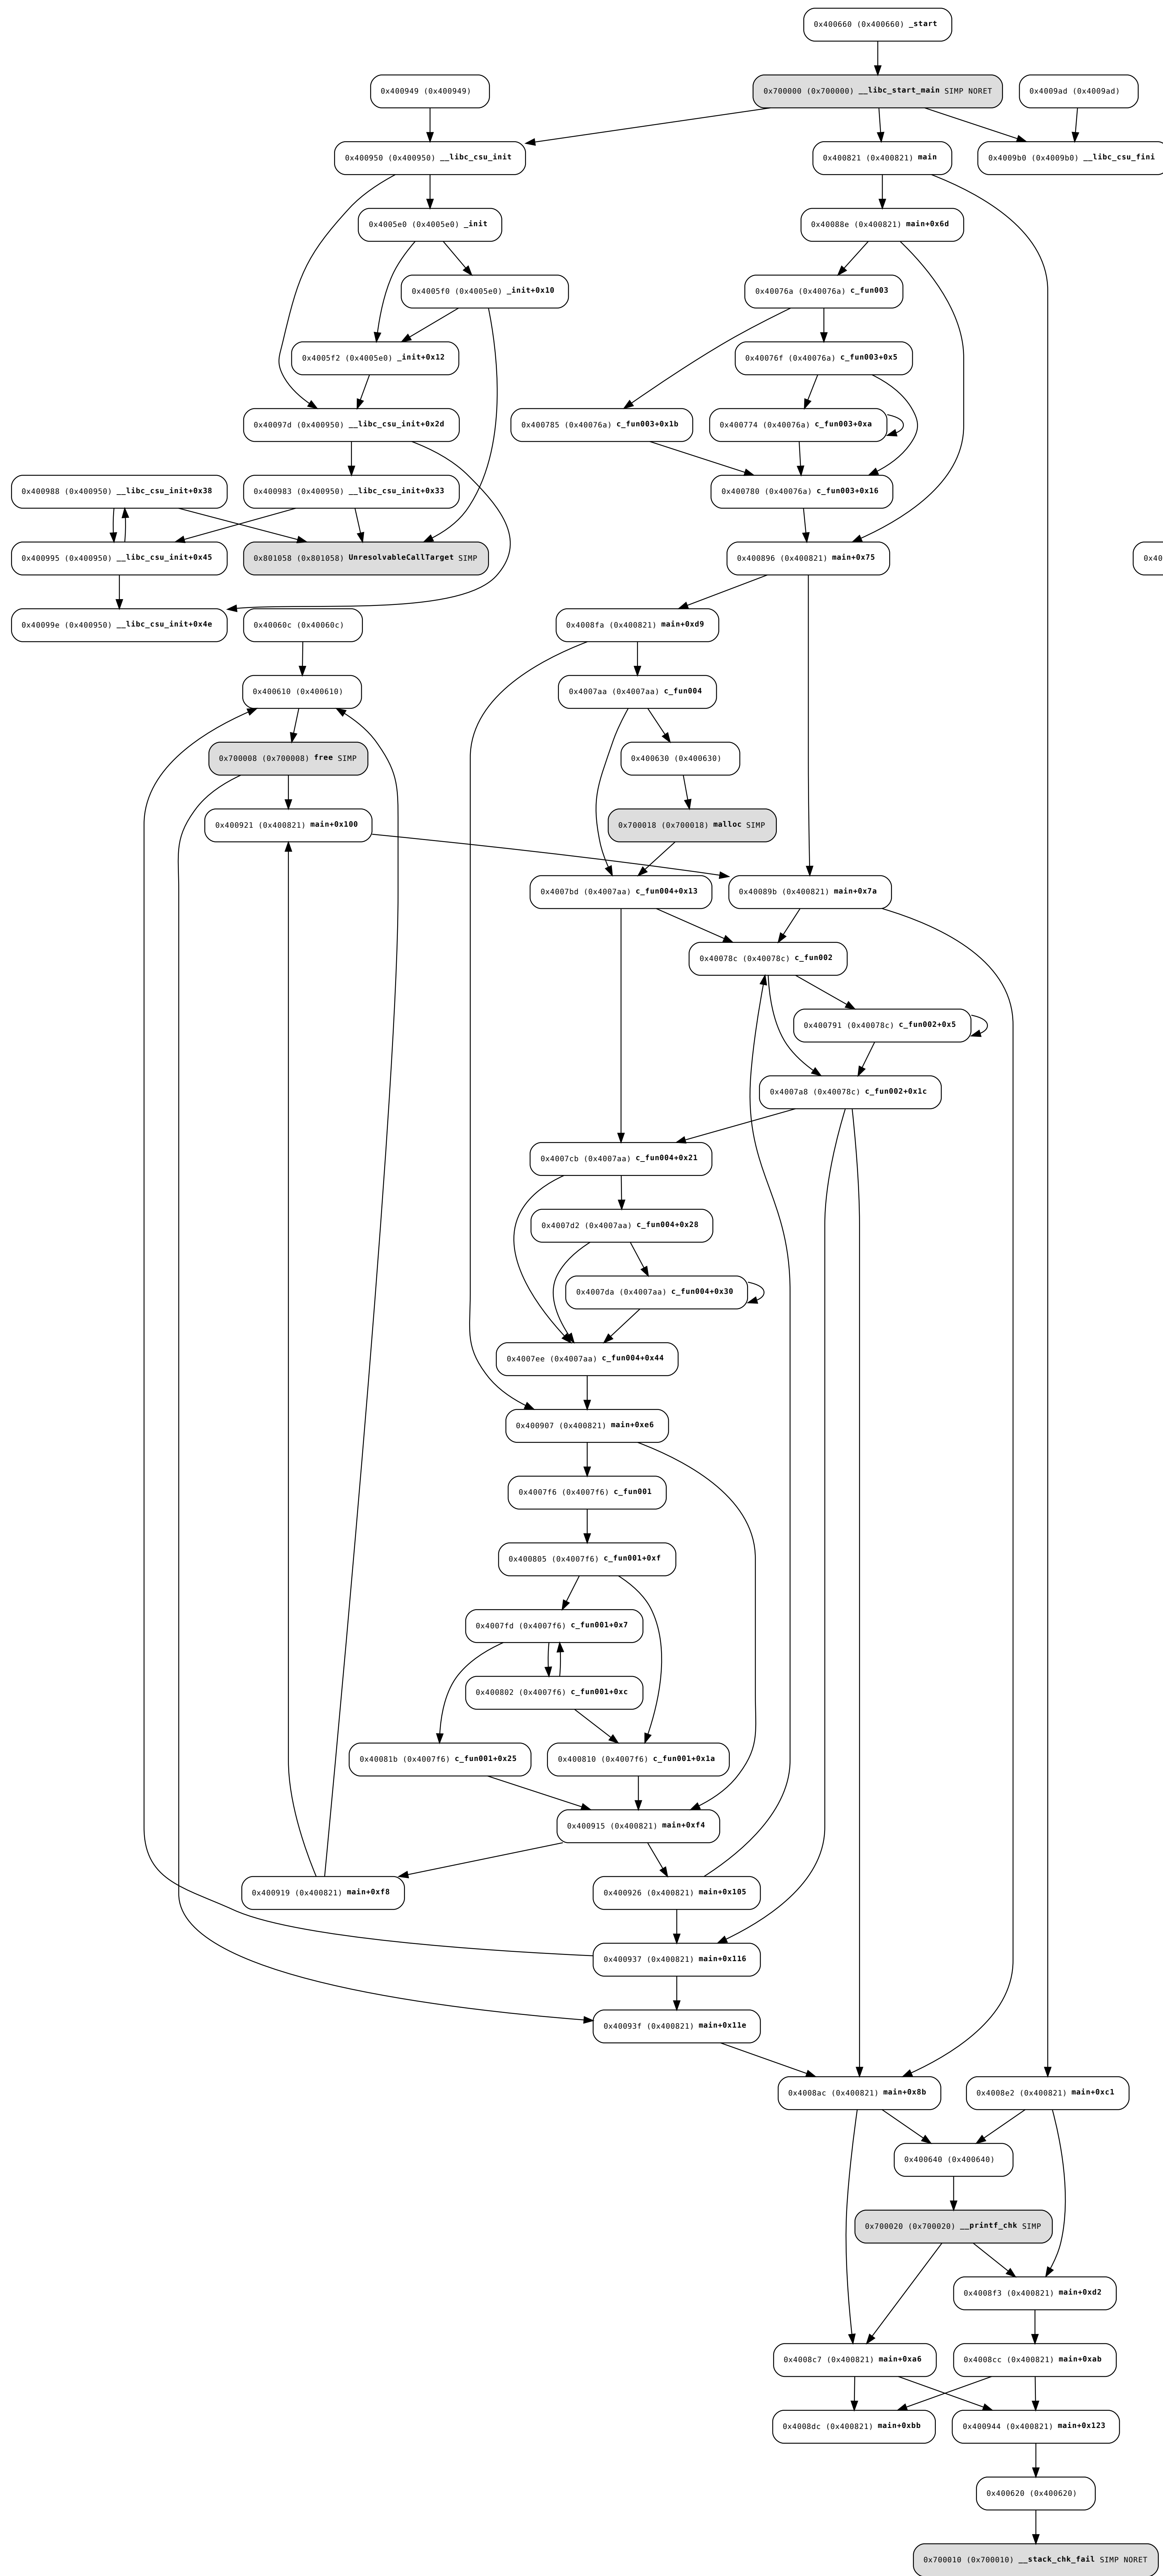 0x400660 (0x400660) _start
0x400949 (0x400949)
0x700000 (0x700000) __libc_start_main SIMP NORET
0x4009ad (0x4009ad)
0x400950 (0x400950) __libc_csu_init
0x400821 (0x400821) main
0x4009b0 (0x4009b0) __libc_csu_fini
0x4005e0 (0x4005e0) _init
0x40088e (0x400821) main+0x6d
0x4005f0 (0x4005e0) _init+0x10
0x40076a (0x40076a) c_fun003
0x4005f2 (0x4005e0) _init+0x12
0x40076f (0x40076a) c_fun003+0x5
0x40097d (0x400950) __libc_csu_init+0x2d
0x400785 (0x40076a) c_fun003+0x1b
0x400774 (0x40076a) c_fun003+0xa
0x400988 (0x400950) __libc_csu_init+0x38
0x400983 (0x400950) __libc_csu_init+0x33
0x400780 (0x40076a) c_fun003+0x16
0x400995 (0x400950) __libc_csu_init+0x45
0x801058 (0x801058) UnresolvableCallTarget SIMP
0x400896 (0x400821) main+0x75
0x40
0x40099e (0x400950) __libc_csu_init+0x4e
0x40060c (0x40060c)
0x4008fa (0x400821) main+0xd9
0x400610 (0x400610)
0x4007aa (0x4007aa) c_fun004
0x700008 (0x700008) free SIMP
0x400630 (0x400630)
0x400921 (0x400821) main+0x100
0x700018 (0x700018) malloc SIMP
0x4007bd (0x4007aa) c_fun004+0x13
0x40089b (0x400821) main+0x7a
0x40078c (0x40078c) c_fun002
0x400791 (0x40078c) c_fun002+0x5
0x4007a8 (0x40078c) c_fun002+0x1c
0x4007cb (0x4007aa) c_fun004+0x21
0x4007d2 (0x4007aa) c_fun004+0x28
0x4007da (0x4007aa) c_fun004+0x30
0x4007ee (0x4007aa) c_fun004+0x44
0x400907 (0x400821) main+0xe6
0x4007f6 (0x4007f6) c_fun001
0x400805 (0x4007f6) c_fun001+0xf
0x4007fd (0x4007f6) c_fun001+0x7
0x400802 (0x4007f6) c_fun001+0xc
0x40081b (0x4007f6) c_fun001+0x25
0x400810 (0x4007f6) c_fun001+0x1a
0x400915 (0x400821) main+0xf4
0x400919 (0x400821) main+0xf8
0x400926 (0x400821) main+0x105
0x400937 (0x400821) main+0x116
0x40093f (0x400821) main+0x11e
0x4008ac (0x400821) main+0x8b
0x4008e2 (0x400821) main+0xc1
0x400640 (0x400640)
0x700020 (0x700020) __printf_chk SIMP
0x4008f3 (0x400821) main+0xd2
0x4008c7 (0x400821) main+0xa6
0x4008cc (0x400821) main+0xab
0x4008dc (0x400821) main+0xbb
0x400944 (0x400821) main+0x123
0x400620 (0x400620)
0x700010 (0x700010) __stack_chk_fail SIMP NORET